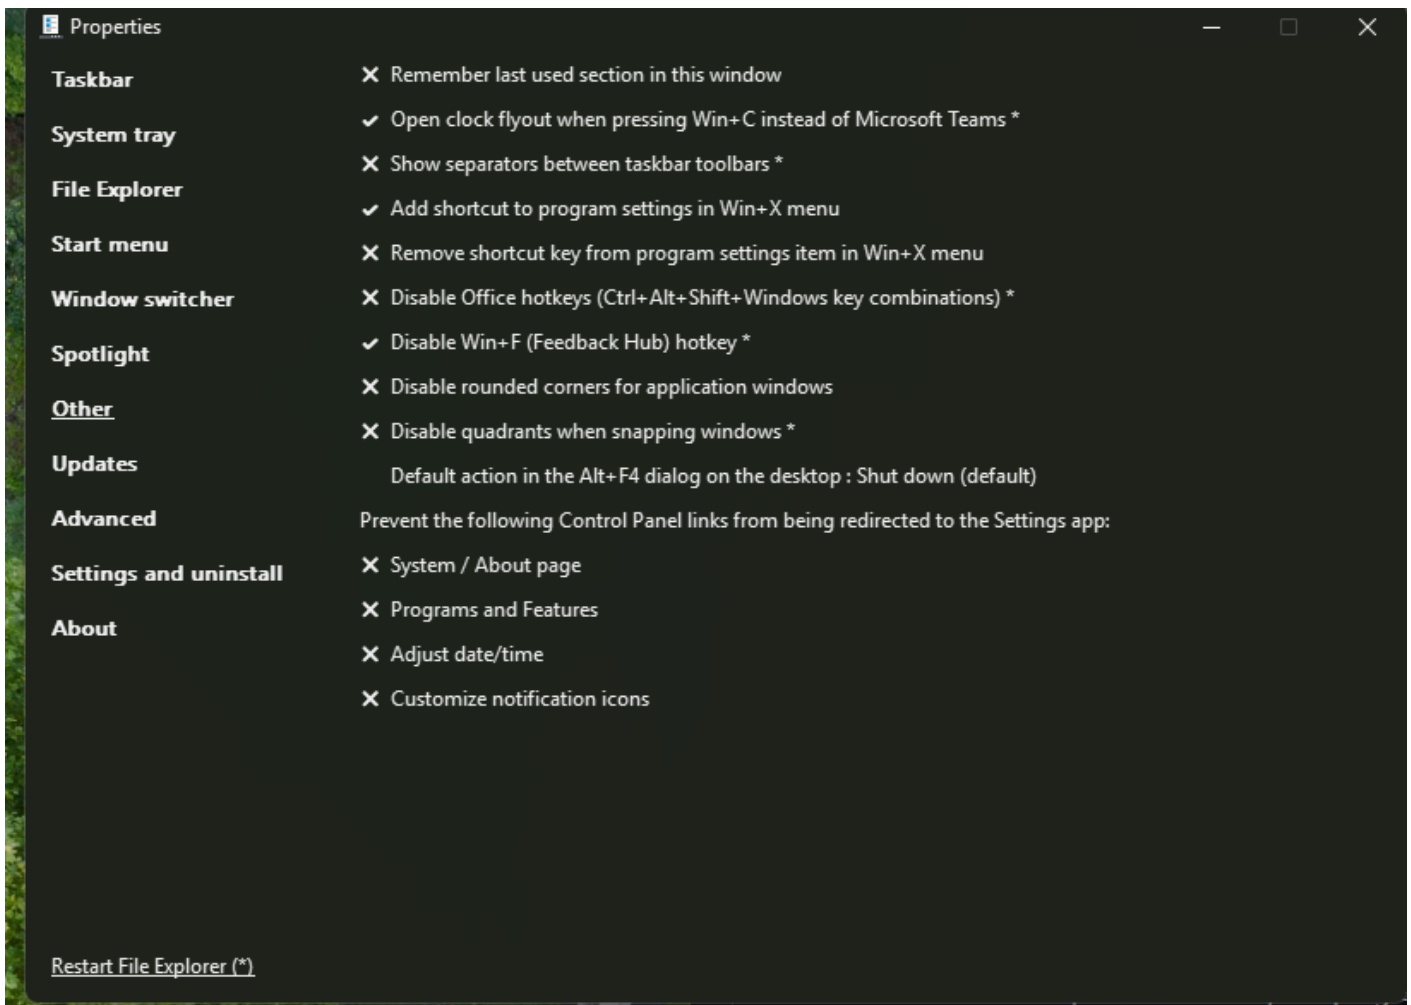 Properties
Taskbar
System tray
File Explorer
Start menu
Window switcher
Spotlight
Other
Updates
Advanced
Settings and uninstall
About
Remember last used section in this window
Open clock flyout when pressing Win+C instead of Microsoft Teams *
Show separators between taskbar toolbars *
Add shortcut to program settings in Win+X menu
Remove shortcut key from program settings item in Win+X menu
Disable Office hotkeys (Ctrl+Alt+Shift+Windows key combinations) *
Disable Win+F (Feedback Hub) hotkey *
Disable rounded corners for application windows
Disable quadrants when snapping windows *
Default action in the Alt+F4 dialog on the desktop : Shut down (default)
Prevent the following Control Panel links from being redirected to the Settings app:
System / About page
Programs and Features
Adjust date/time
Customize notification icons
Restart File Explorer (*)